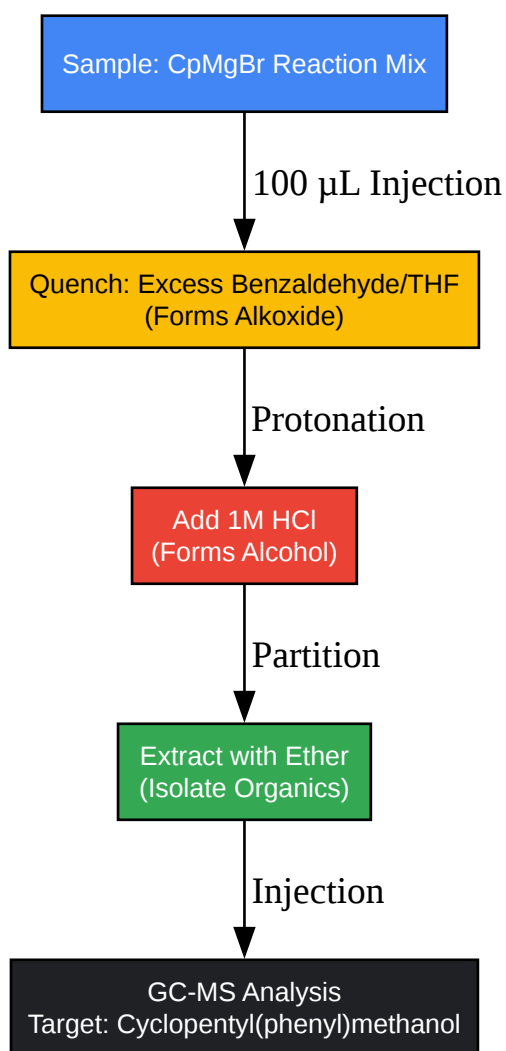 Sample: CpMgBr Reaction Mix
100 µL Injection
Quench: Excess Benzaldehyde/THF
(Forms Alkoxide)
Protonation
Add 1M HCl
(Forms Alcohol)
Partition
Extract with Ether
(Isolate Organics)
Injection
GC-MS Analysis
Target: Cyclopentyl(phenyl)methanol